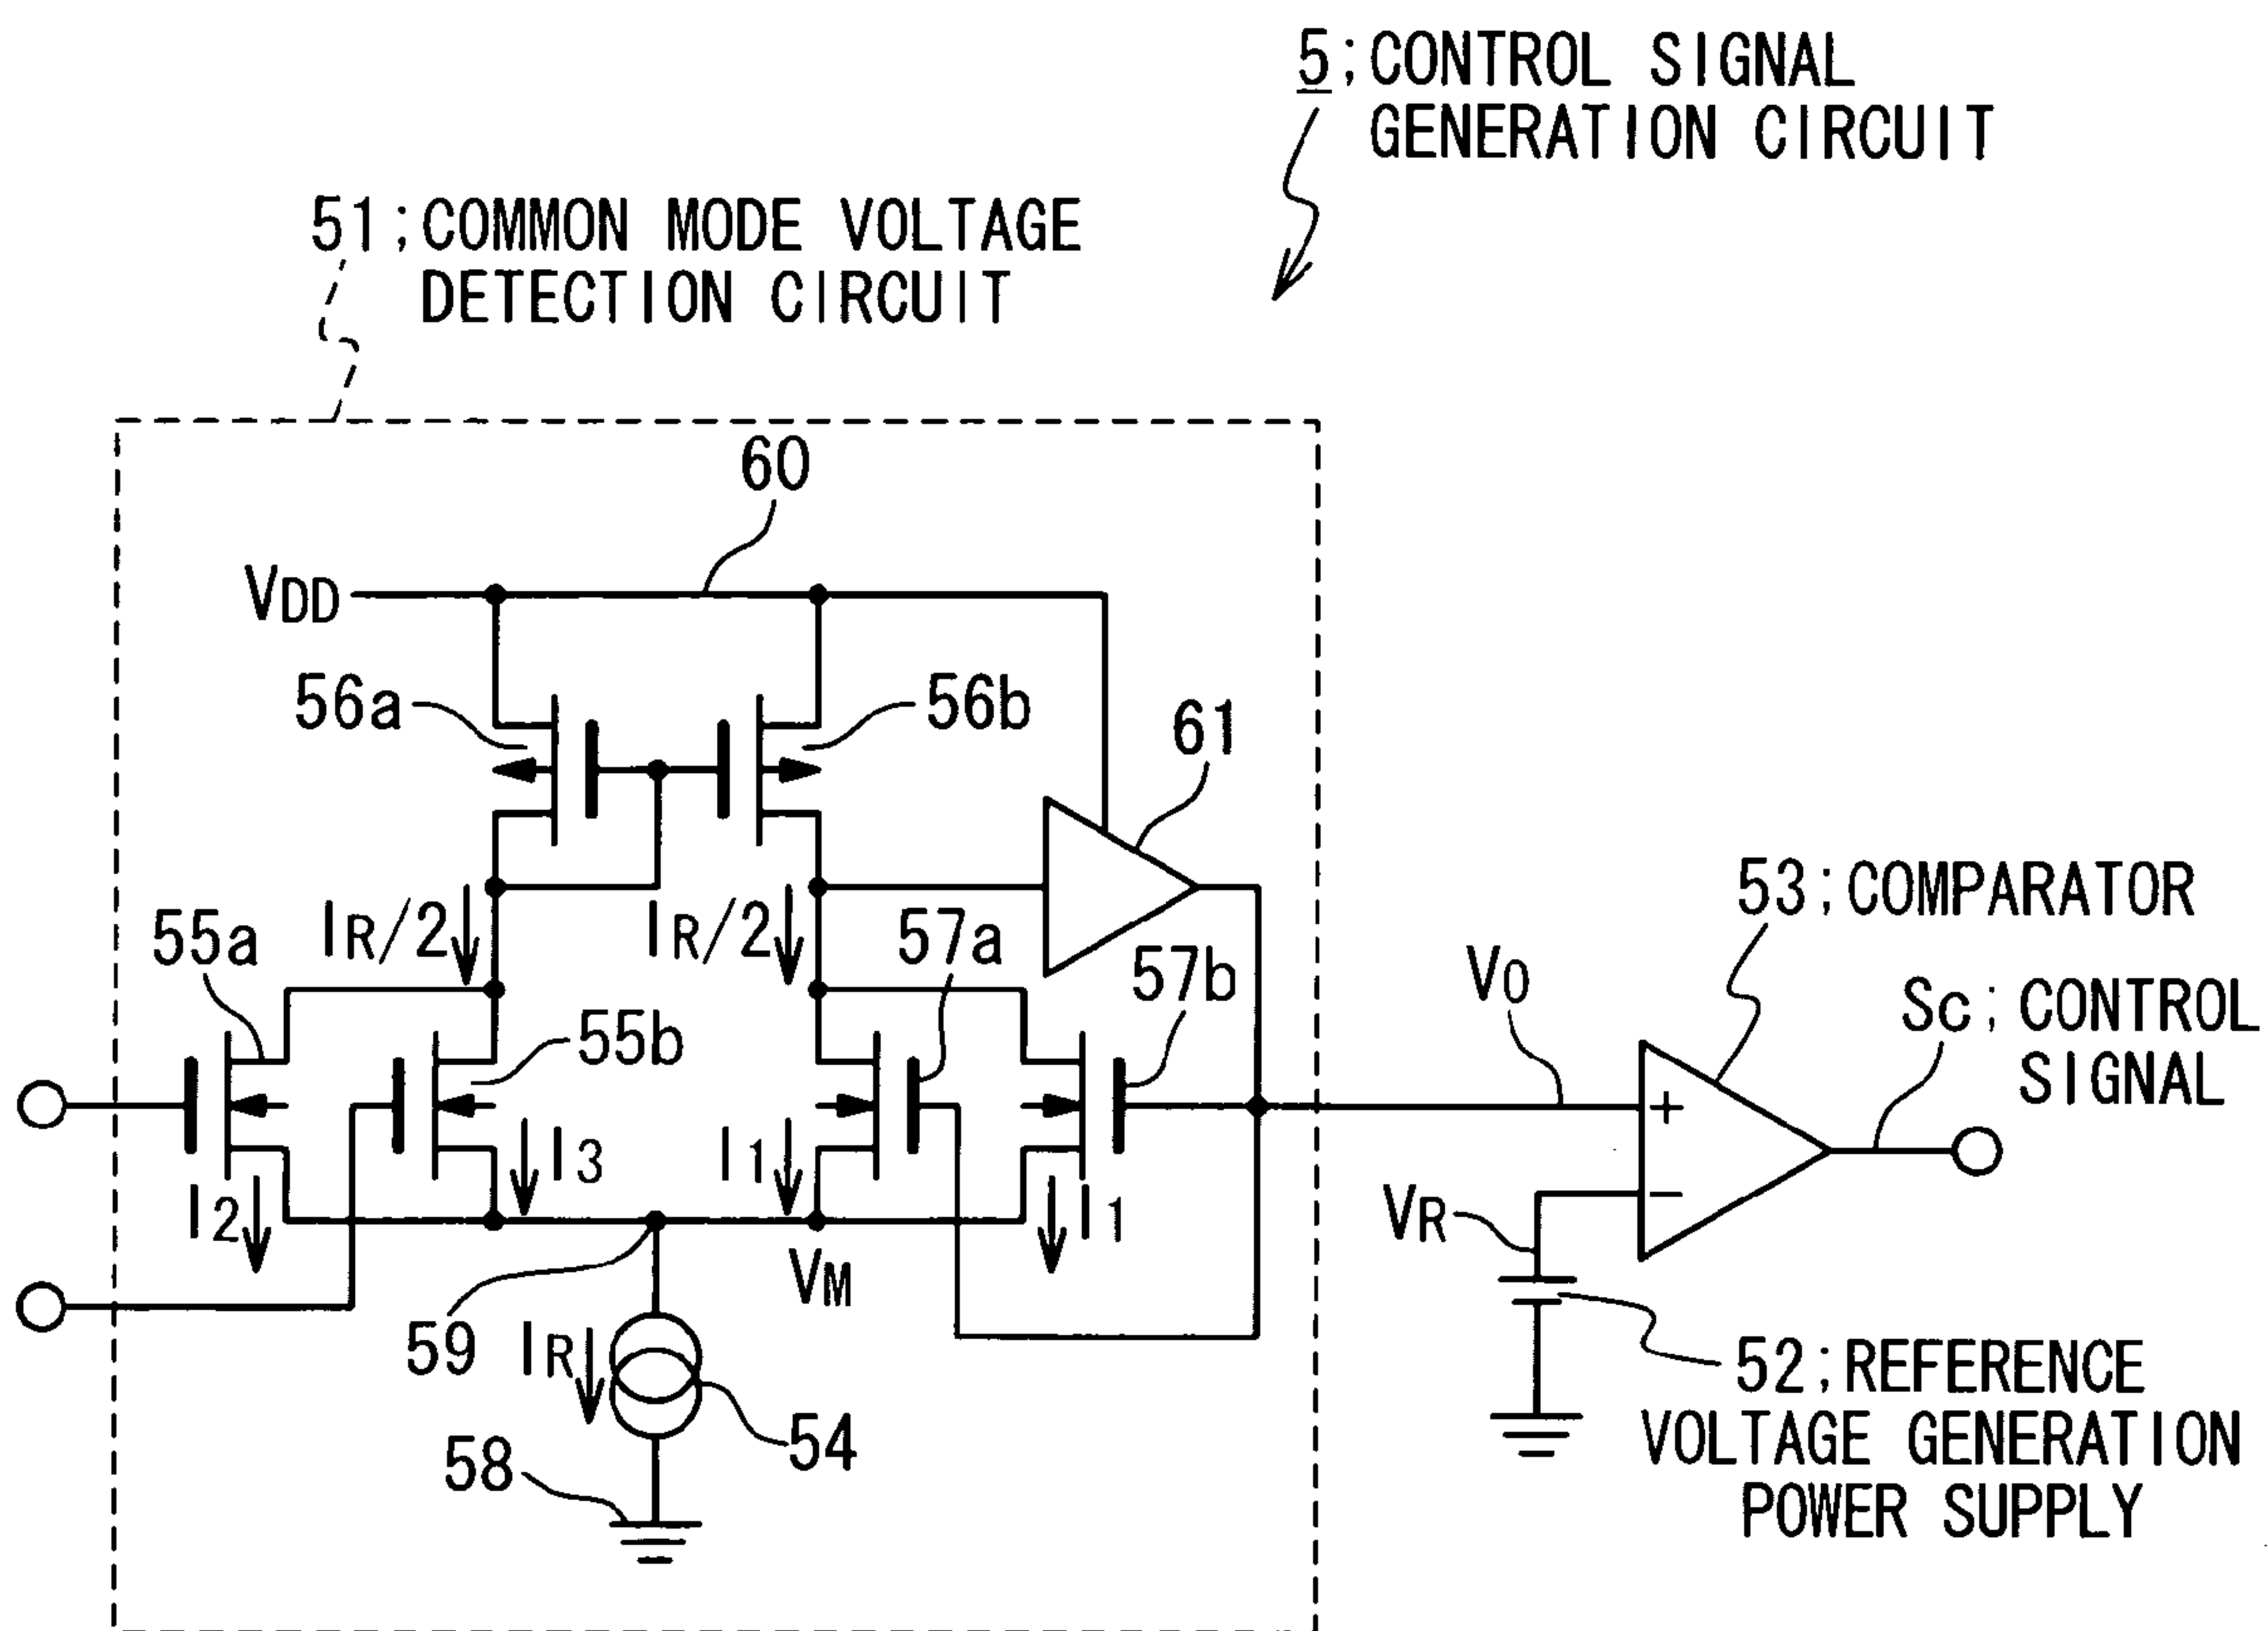 5;CONTROL SIGNAL
GENERATION CIRCUIT
51;COMMON MODE VOLTAGE
DETECTION CIRCUIT
60
VDD
56a
56b
61
55a
IR/2
IR/2
57a
57b
53;COMPARATOR
VO
Sc;CONTROL
SIGNAL
55b
I3
I1
I2
I1
+
−
VR
VM
59
IR
54
58
52;REFERENCE
VOLTAGE GENERATION
POWER SUPPLY